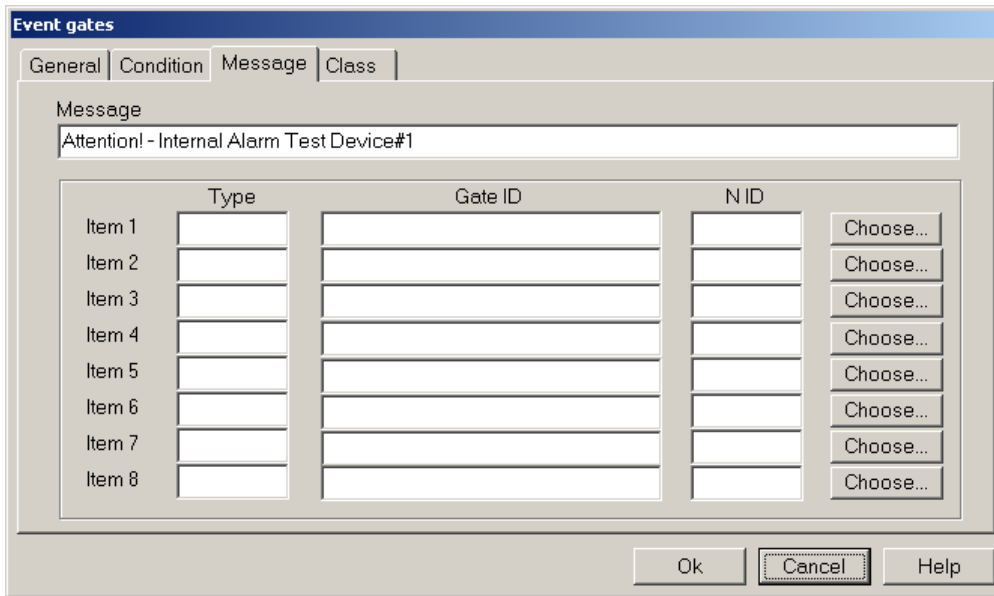 Event gates
General Condition Message Class
Message
Attention! - Internal Alarm Test Device#1
Type Gate ID N ID
Item 1 Choose...
Item 2 Choose...
Item 3 Choose...
Item 4 Choose...
Item 5 Choose...
Item 6 Choose...
Item 7 Choose...
Item 8 Choose...
Ok Cancel Help